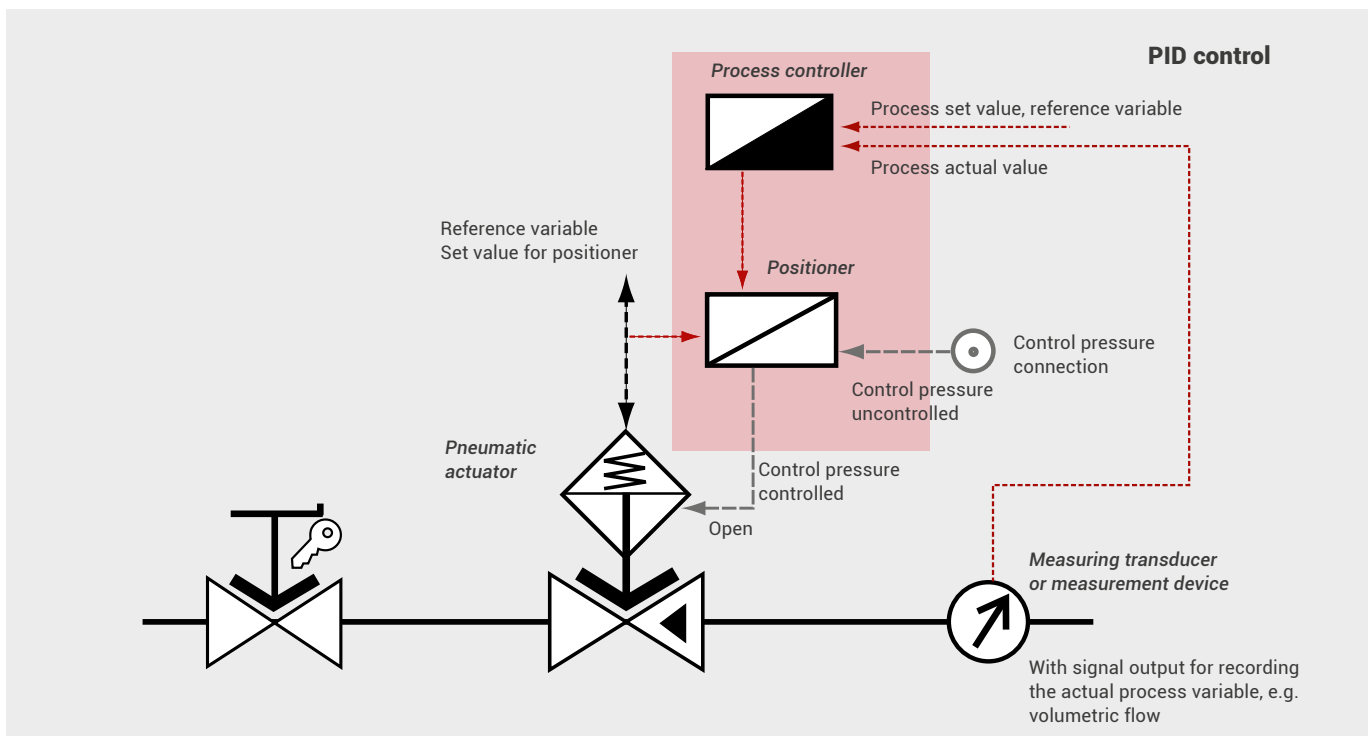 PID control
Process controller
Process set value, reference variable
Process actual value
Reference variable
Set value for positioner
Positioner
Control pressure
connection
Control pressure
uncontrolled
Pneumatic
actuator
Control pressure
controlled
Open
Measuring transducer
or measurement device
With signal output for recording
the actual process variable, e.g.
volumetric flow